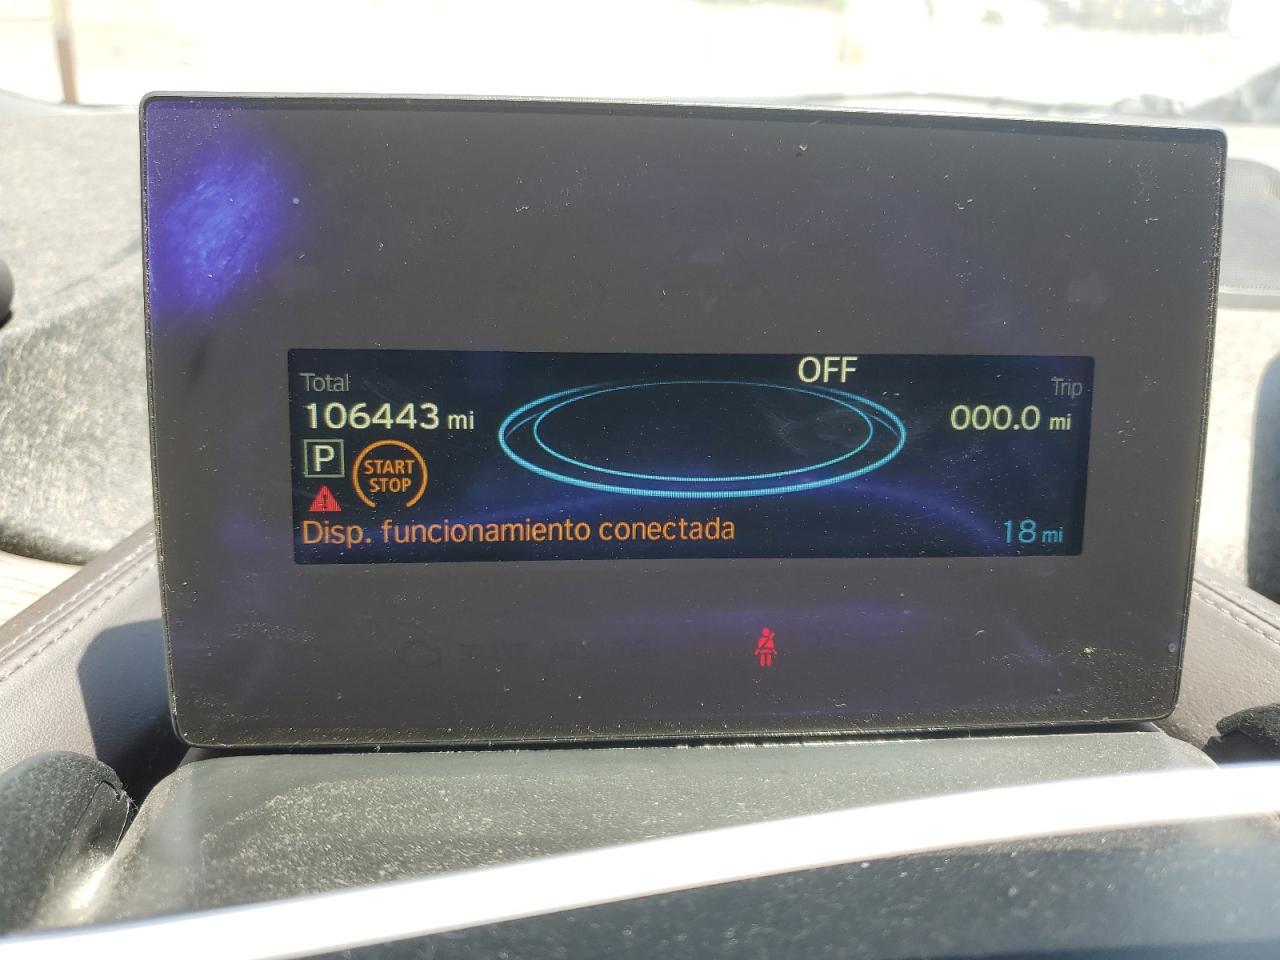 OFF
Total
Trip
106443 mi
000.0 mi
P
START
STOP
Disp. funcionamiento conectada
18 mi